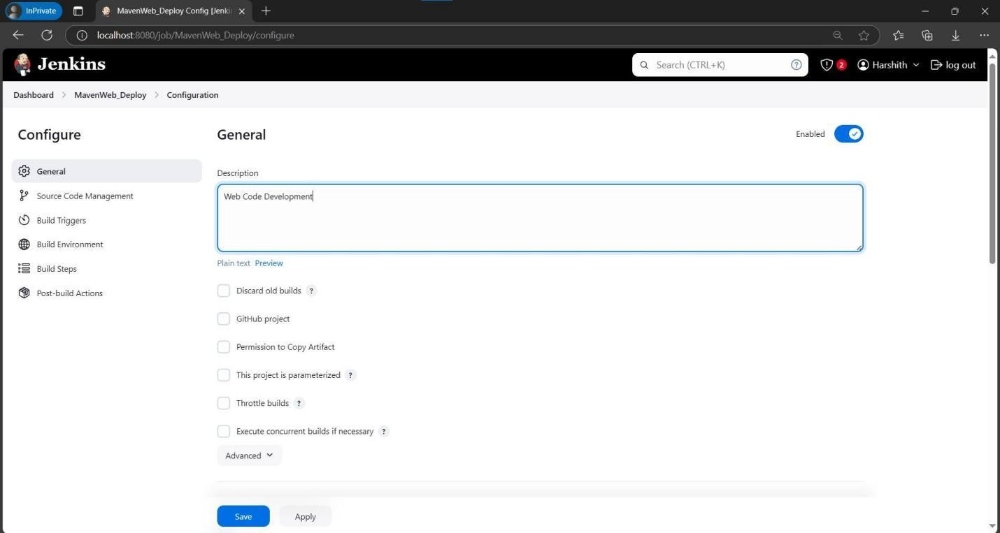 InPrivate
MavenWeb_Deploy Config [Jenki
localhost:8080/job/MavenWeb_Deploy/configure
Jenkins
Search (CTRL+K)
?
2
Harshith
log out
Dashboard > MavenWeb_Deploy > Configuration
Configure
General
Source Code Management
Build Triggers
Build Environment
Build Steps
Post-build Actions
General
Enabled
Description
Web Code Development
Plain text Preview
Discard old builds ?
GitHub project
Permission to Copy Artifact
This project is parameterized ?
Throttle builds ?
Execute concurrent builds if necessary ?
Advanced
Save
Apply